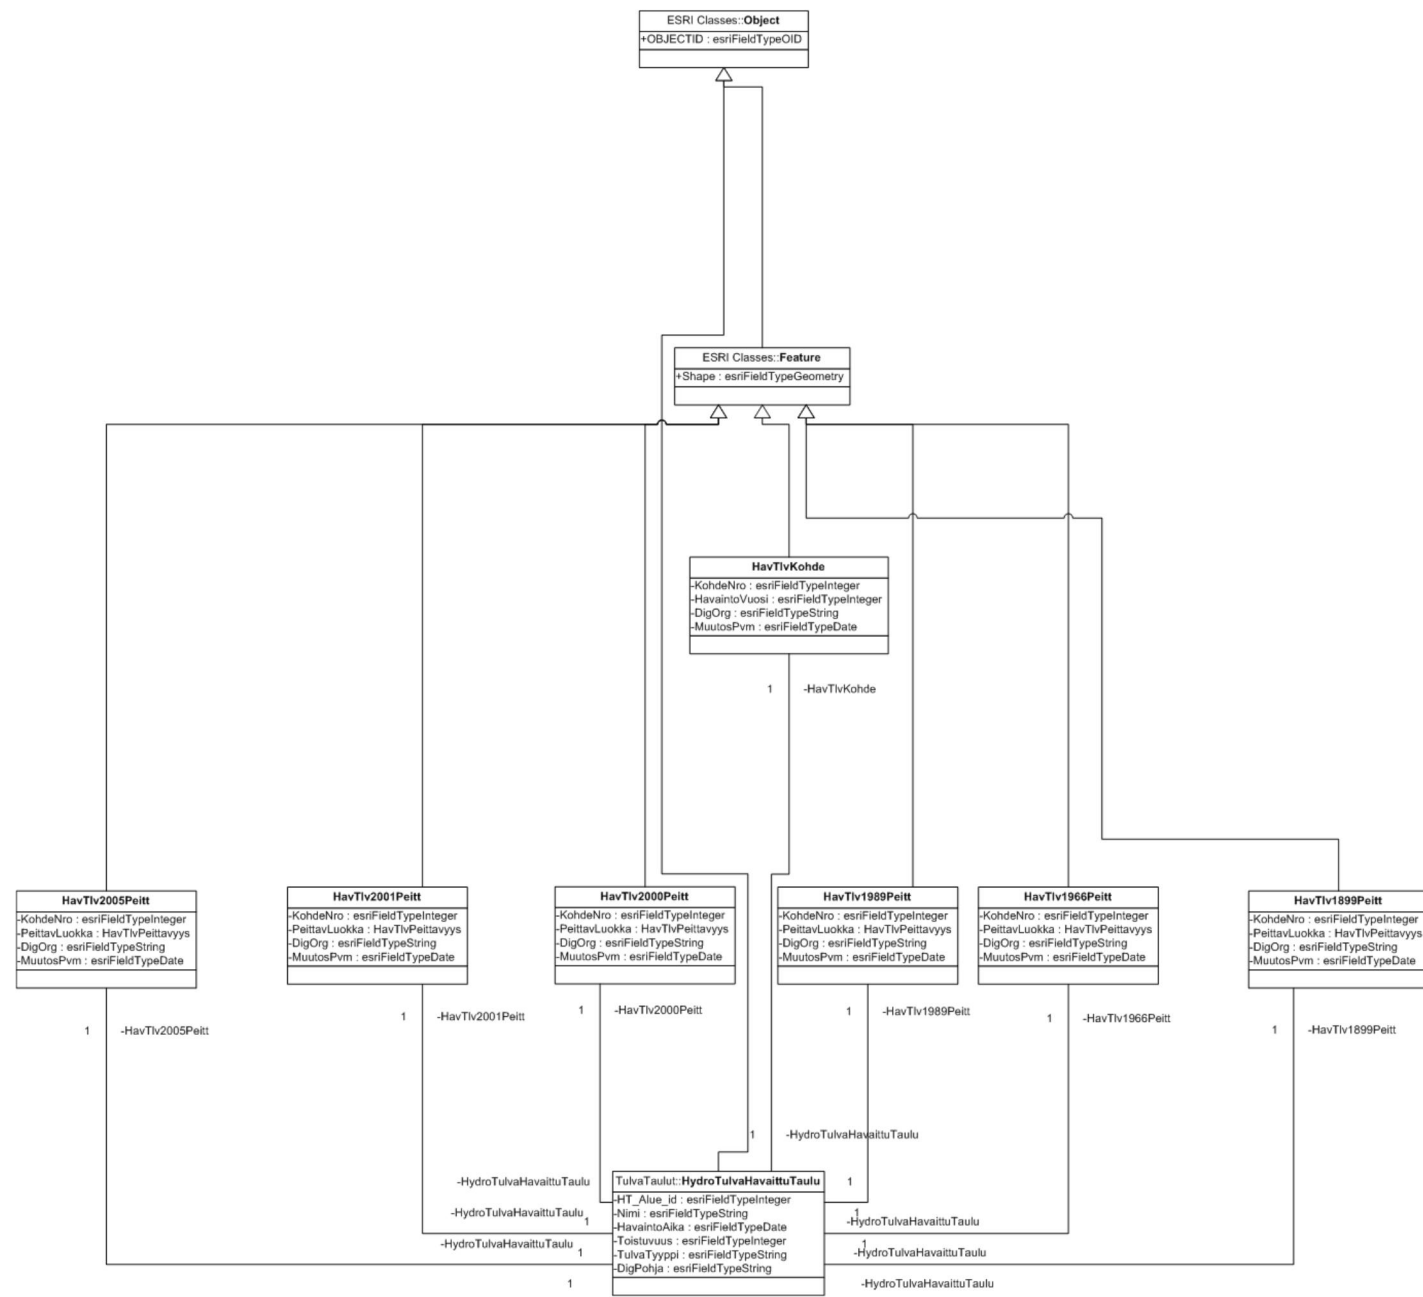 ESRI Classes::Object
+OBJECTID : esriFieldTypeOID
ESRI Classes::Feature
+Shape : esriFieldTypeGeometry
HavTlvKohde
-KohdeNro : esriFieldTypeInteger
-HavaintoVuosi : esriFieldTypeInteger
-DigOrg : esriFieldTypeString
-MuutosPvm : esriFieldTypeDate
1 -HavTlvKohde
HavTlv2005Peitt
-KohdeNro : esriFieldTypeInteger
-PeittavLuokka : HavTlvPeittavyys
-DigOrg : esriFieldTypeString
-MuutosPvm : esriFieldTypeDate
1 -HavTlv2005Peitt
HavTlv2001Peitt
-KohdeNro : esriFieldTypeInteger
-PeittavLuokka : HavTlvPeittavyys
-DigOrg : esriFieldTypeString
-MuutosPvm : esriFieldTypeDate
1 -HavTlv2001Peitt
HavTlv2000Peitt
-KohdeNro : esriFieldTypeInteger
-PeittavLuokka : HavTlvPeittavyys
-DigOrg : esriFieldTypeString
-MuutosPvm : esriFieldTypeDate
1 -HavTlv2000Peitt
HavTlv1989Peitt
-KohdeNro : esriFieldTypeInteger
-PeittavLuokka : HavTlvPeittavyys
-DigOrg : esriFieldTypeString
-MuutosPvm : esriFieldTypeDate
1 -HavTlv1989Peitt
HavTlv1966Peitt
-KohdeNro : esriFieldTypeInteger
-PeittavLuokka : HavTlvPeittavyys
-DigOrg : esriFieldTypeString
-MuutosPvm : esriFieldTypeDate
1 -HavTlv1966Peitt
HavTlv1899Peitt
-KohdeNro : esriFieldTypeInteger
-PeittavLuokka : HavTlvPeittavyys
-DigOrg : esriFieldTypeString
-MuutosPvm : esriFieldTypeDate
1 -HavTlv1899Peitt
1 -HydroTulvaHavaittuTaulu
-HydroTulvaHavaittuTaulu
1
-HydroTulvaHavaittuTaulu
1
-HydroTulvaHavaittuTaulu
1
TulvaTaulut::HydroTulvaHavaittuTaulu
-HT_Alue_id : esriFieldTypeInteger
-Nimi : esriFieldTypeString
-HavaintoAika : esriFieldTypeDate
-Toistuvuus : esriFieldTypeInteger
-TulvaTyyppi : esriFieldTypeString
-DigPohja : esriFieldTypeString
1
1
-HydroTulvaHavaittuTaulu
1
-HydroTulvaHavaittuTaulu
-HydroTulvaHavaittuTaulu